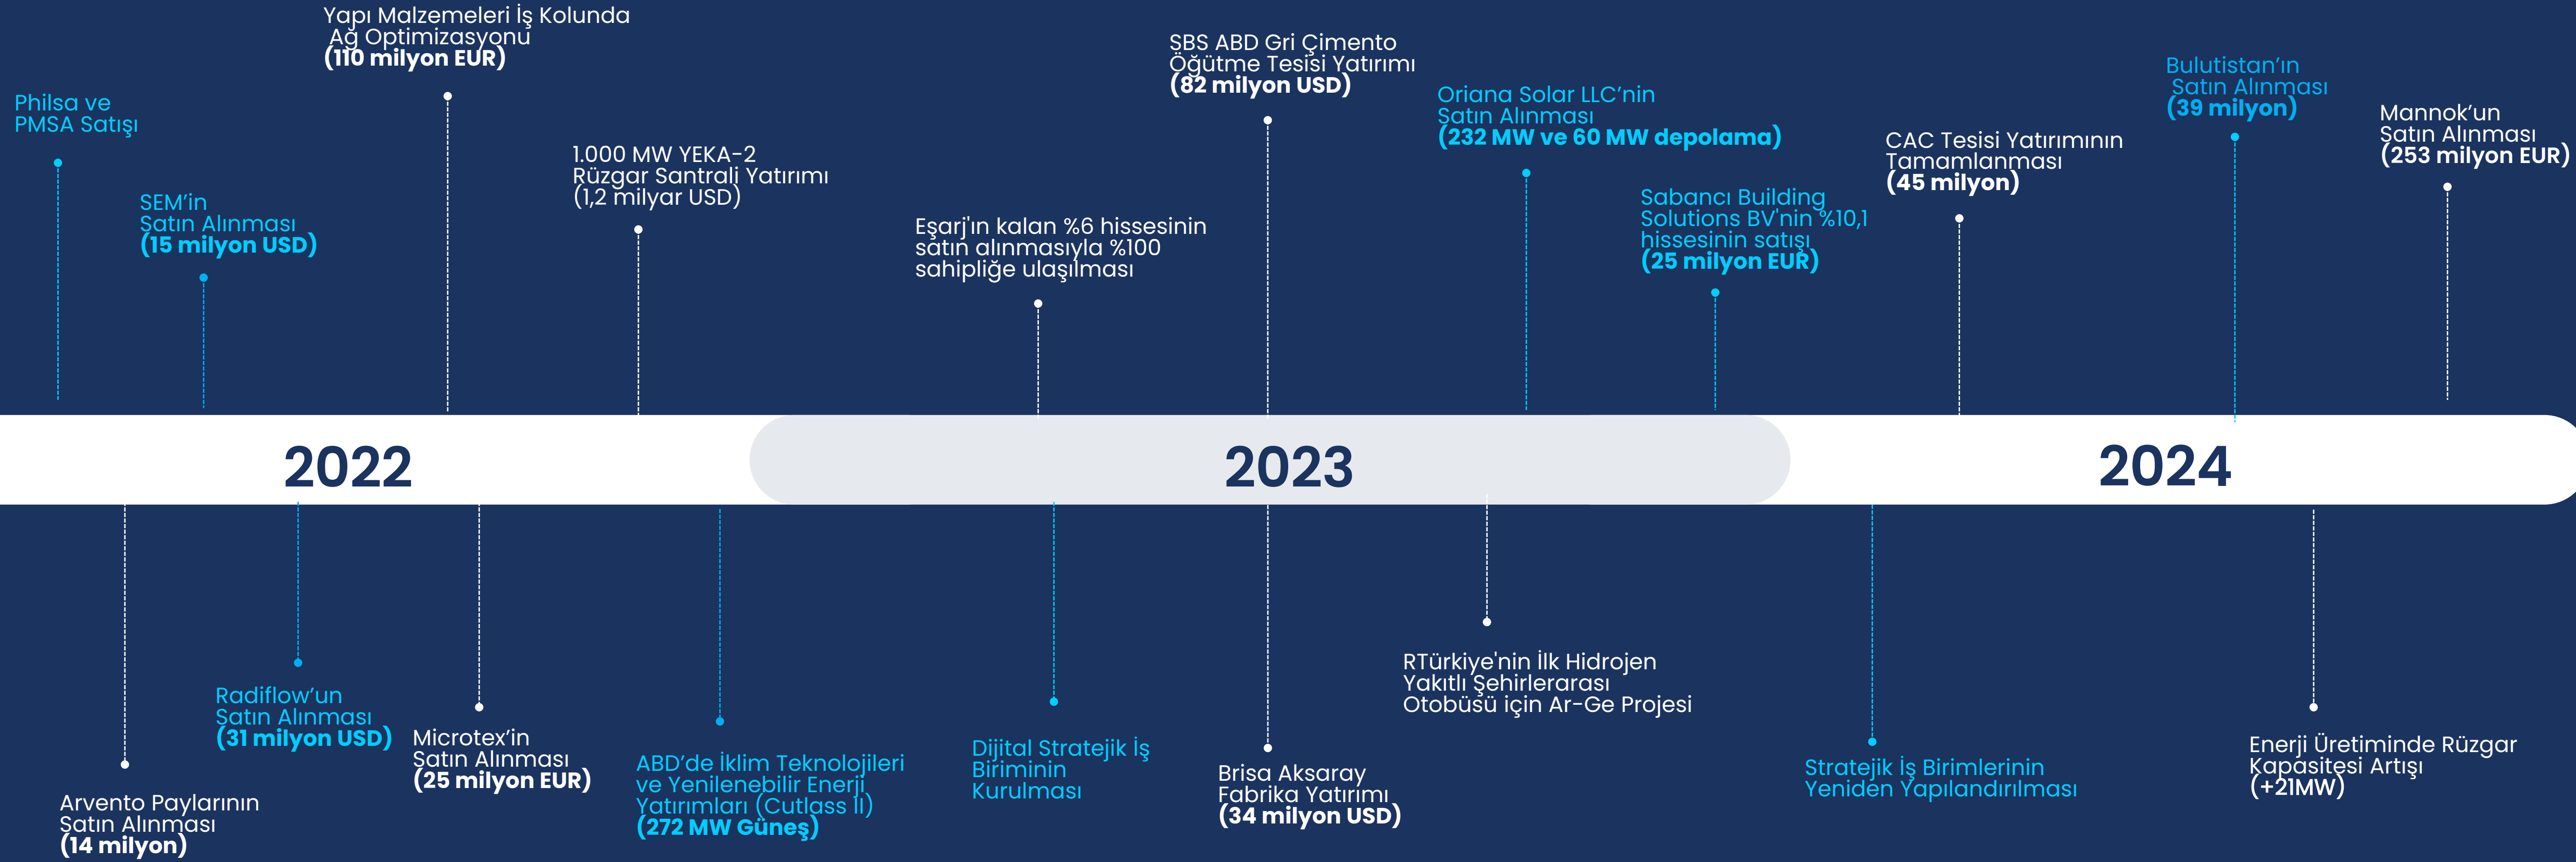 Philsa ve
PMSA Satışı
SEM’in
Satın Alınması
(15 milyon USD)
Yapı Malzemeleri İş Kolunda
Ağ Optimizasyonu
(110 milyon EUR)
1.000 MW YEKA-2
Rüzgar Santrali Yatırımı
(1,2 milyar USD)
Eşarj'ın kalan %6 hissesinin
satın alınmasıyla %100
sahipliğe ulaşılması
SBS ABD Gri Çimento
Öğütme Tesisi Yatırımı
(82 milyon USD)
Oriana Solar LLC’nin
Satın Alınması
(232 MW ve 60 MW depolama)
Sabancı Building
Solutions BV'nin %10,1
hissesinin satışı
(25 milyon EUR)
CAC Tesisi Yatırımının
Tamamlanması
(45 milyon)
Bulutistan’ın
Satın Alınması
(39 milyon)
Mannok’un
Satın Alınması
(253 milyon EUR)
2022
2023
2024
Arvento Paylarının
Satın Alınması
(14 milyon)
Radiflow’un
Satın Alınması
(31 milyon USD)
Microtex’in
Satın Alınması
(25 milyon EUR)
ABD’de İklim Teknolojileri
ve Yenilenebilir Enerji
Yatırımları (Cutlass II)
(272 MW Güneş)
Dijital Stratejik İş
Biriminin
Kurulması
Brisa Aksaray
Fabrika Yatırımı
(34 milyon USD)
RTürkiye'nin İlk Hidrojen
Yakıtlı Şehirlerarası
Otobüsü için Ar-Ge Projesi
Stratejik İş Birimlerinin
Yeniden Yapılandırılması
Enerji Üretiminde Rüzgar
Kapasitesi Artışı
(+21MW)